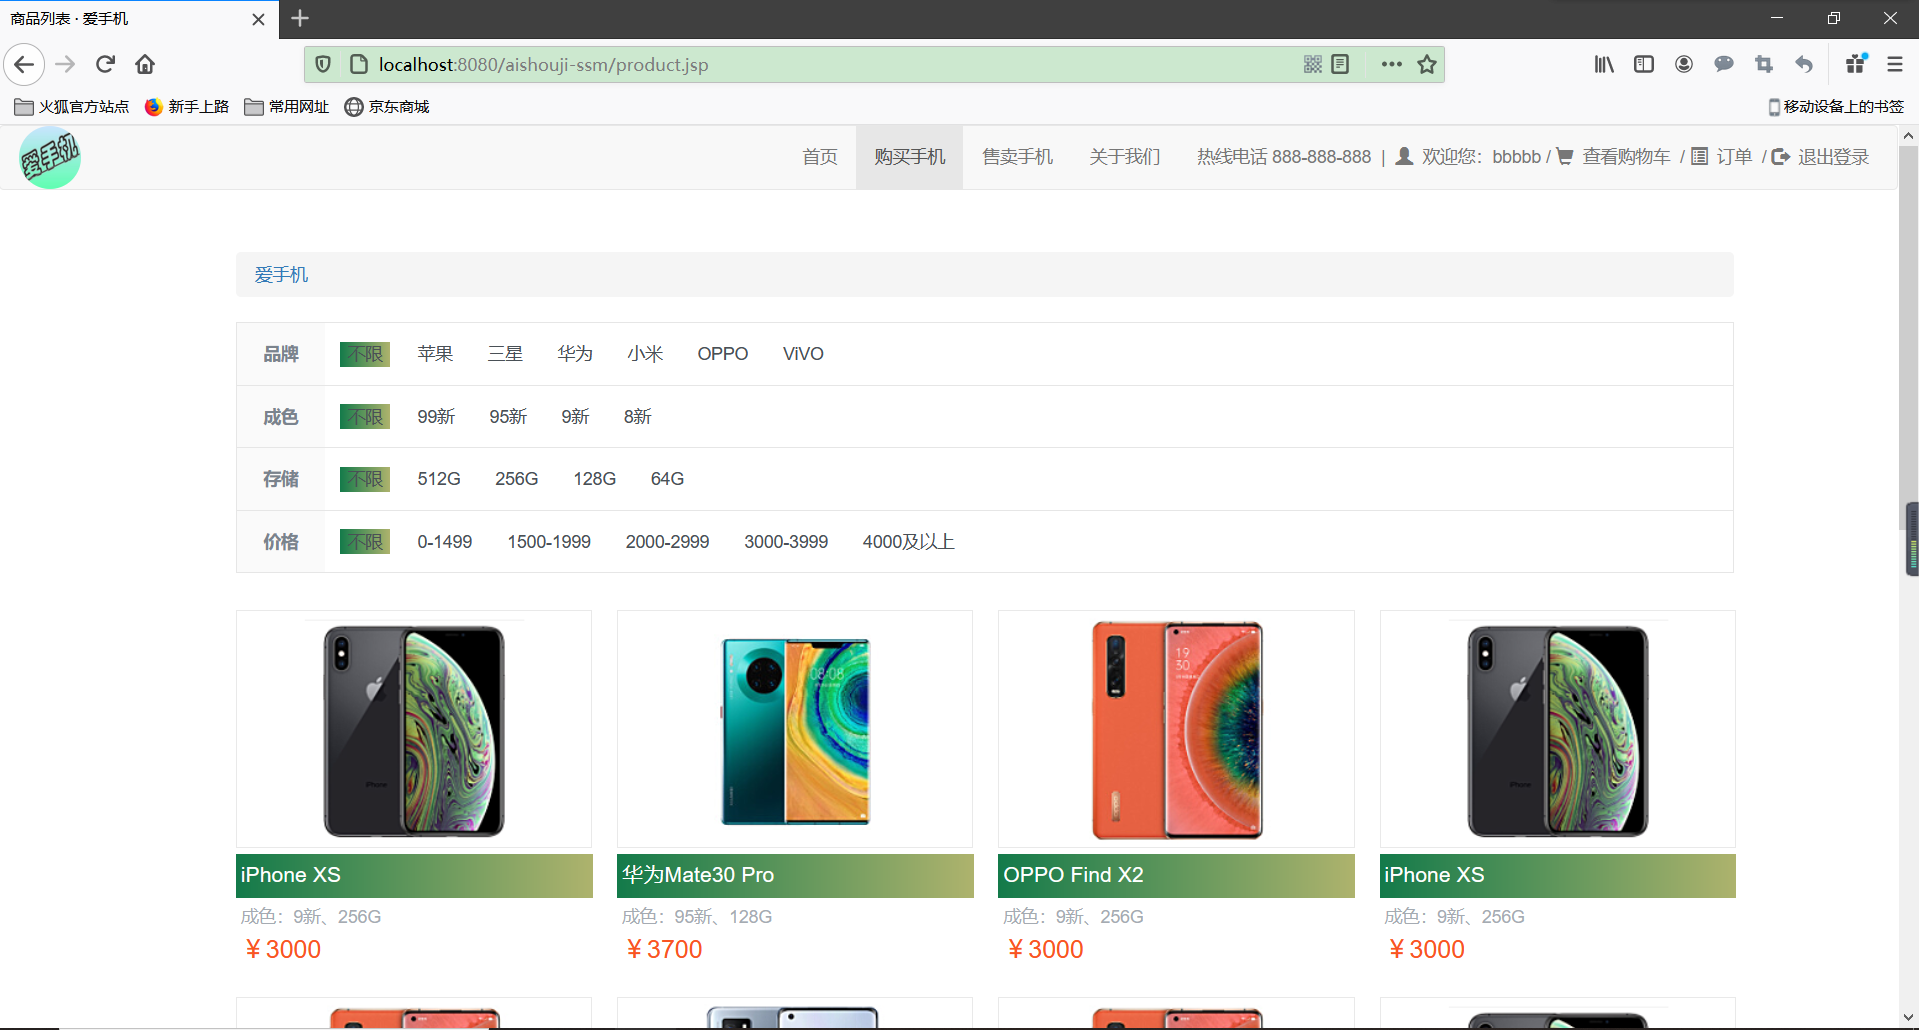 商品列表 · 爱手机
localhost:8080/aishouji-ssm/product.jsp
火狐官方站点 新手上路 常用网址 京东商城 移动设备上的书签
爱手机 首页 购买手机 售卖手机 关于我们 热线电话 888-888-888 | 欢迎您：bbbbb / 查看购物车 / 订单 / 退出登录
爱手机
品牌 不限 苹果 三星 华为 小米 OPPO ViVO
成色 不限 99新 95新 9新 8新
存储 不限 512G 256G 128G 64G
价格 不限 0-1499 1500-1999 2000-2999 3000-3999 4000及以上
iPhone XS 华为Mate30 Pro OPPO Find X2 iPhone XS
成色：9新、256G 成色：95新、128G 成色：9新、256G 成色：9新、256G
¥ 3000 ¥ 3700 ¥ 3000 ¥ 3000